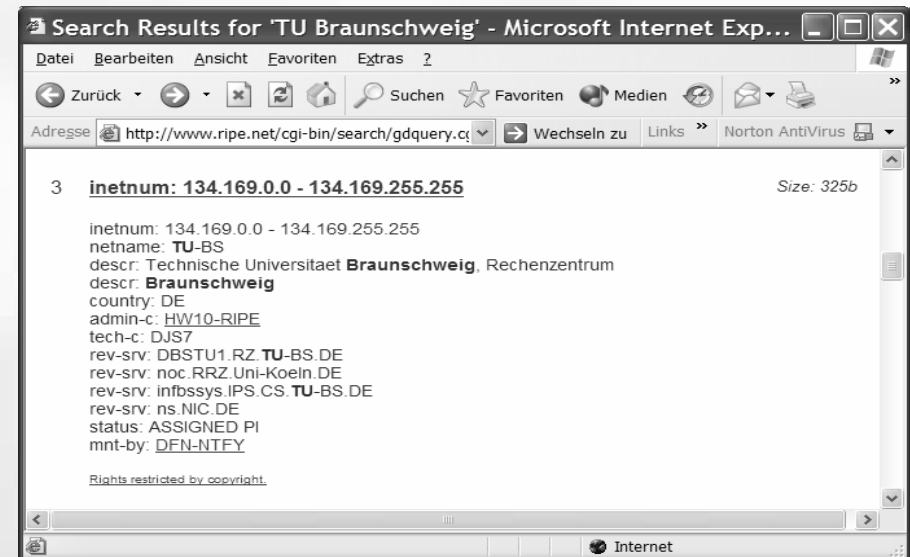 Search Results for 'TU Braunschweig' - Microsoft Internet Exp...
Datei Bearbeiten Ansicht Favoriten Extras ?
Zurück Suchen Favoriten Medien »
Adresse http://www.ripe.net/cgi-bin/search/gdquery.cg Wechseln zu Links » Norton AntiVirus
3 inetnum: 134.169.0.0 - 134.169.255.255 Size: 325b
inetnum: 134.169.0.0 - 134.169.255.255
netname: TU-BS
descr: Technische Universitaet Braunschweig, Rechenzentrum
descr: Braunschweig
country: DE
admin-c: HW10-RIPE
tech-c: DJS7
rev-srv: DBSTU1.RZ.TU-BS.DE
rev-srv: noc.RRZ.Uni-Koeln.DE
rev-srv: infbssys.IPS.CS.TU-BS.DE
rev-srv: ns.NIC.DE
status: ASSIGNED PI
mnt-by: DFN-NTFY
Rights restricted by copyright.
Internet